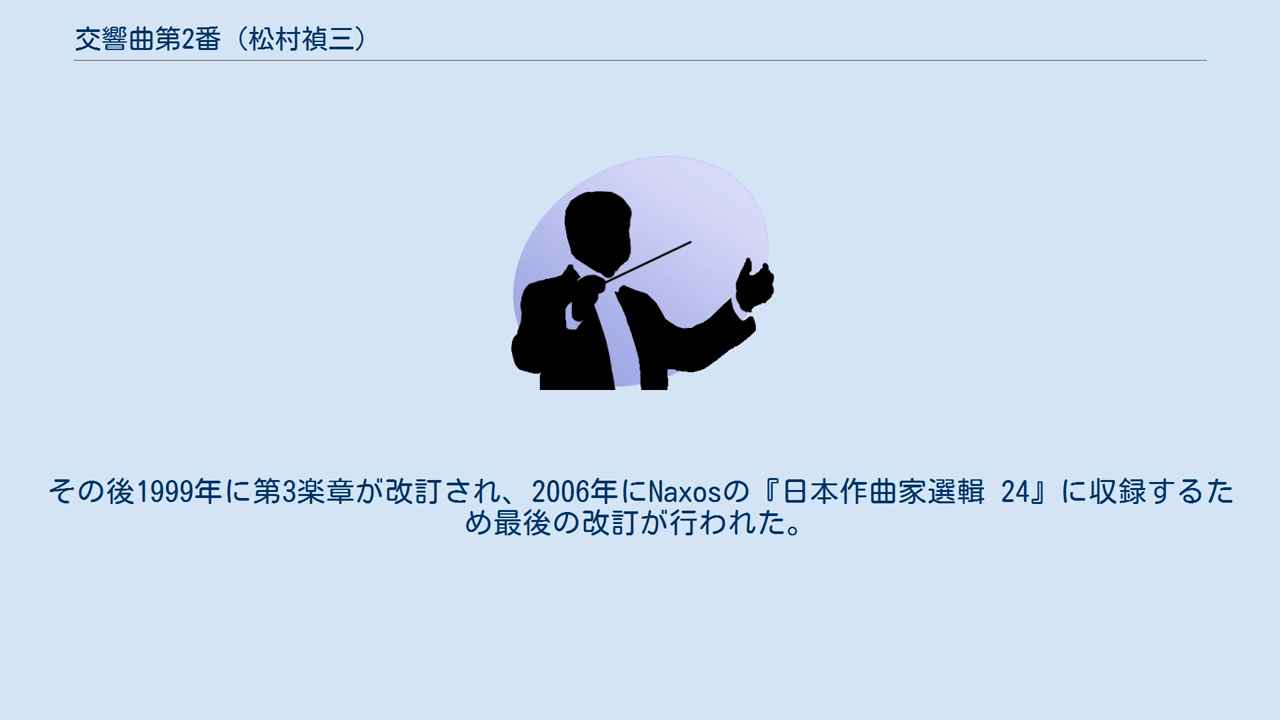 交響曲第2番（松村禎三）
その後1999年に第3楽章が改訂され、2006年にNaxosの『日本作曲家選輯 24』に収録するた
め最後の改訂が行われた。